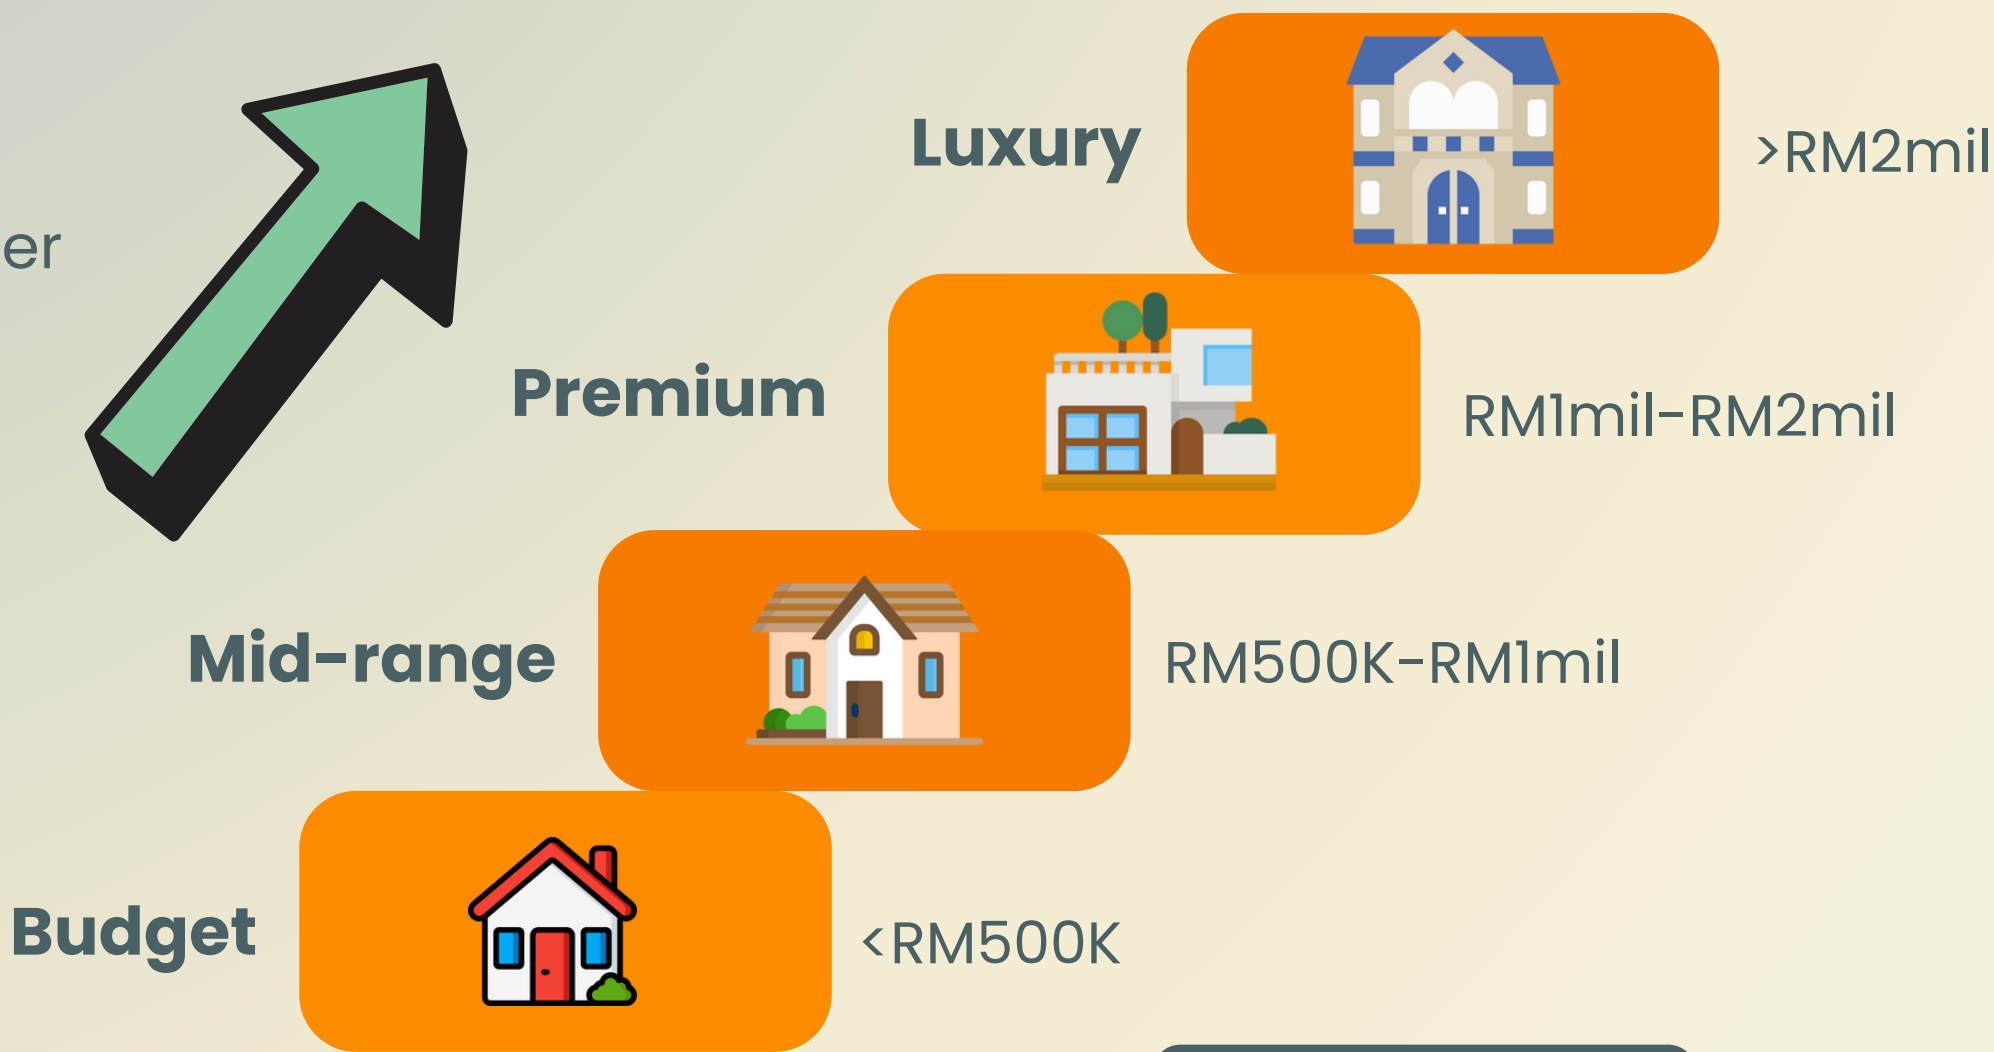 Luxury
>RM2mil
er
Premium
RM1mil-RM2mil
Mid-range
RM500K-RM1mil
Budget
<RM500K